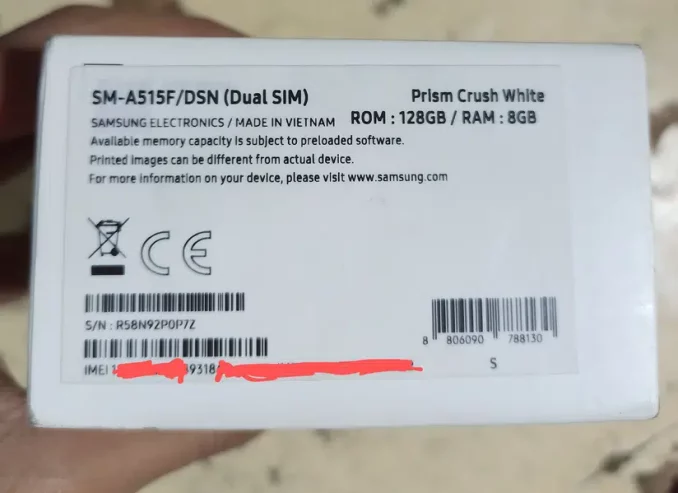 SM-A515F/DSN (Dual SIM) Prism Crush White
SAMSUNG ELECTRONICS / MADE IN VIETNAM ROM : 128GB / RAM : 8GB
Available memory capacity is subject to preloaded software.
Printed images can be different from actual device.
For more information on your device, please visit www.samsung.com
CE
S/N : R58N92P0P7Z
8 806090 788130
IMEI 9318
S